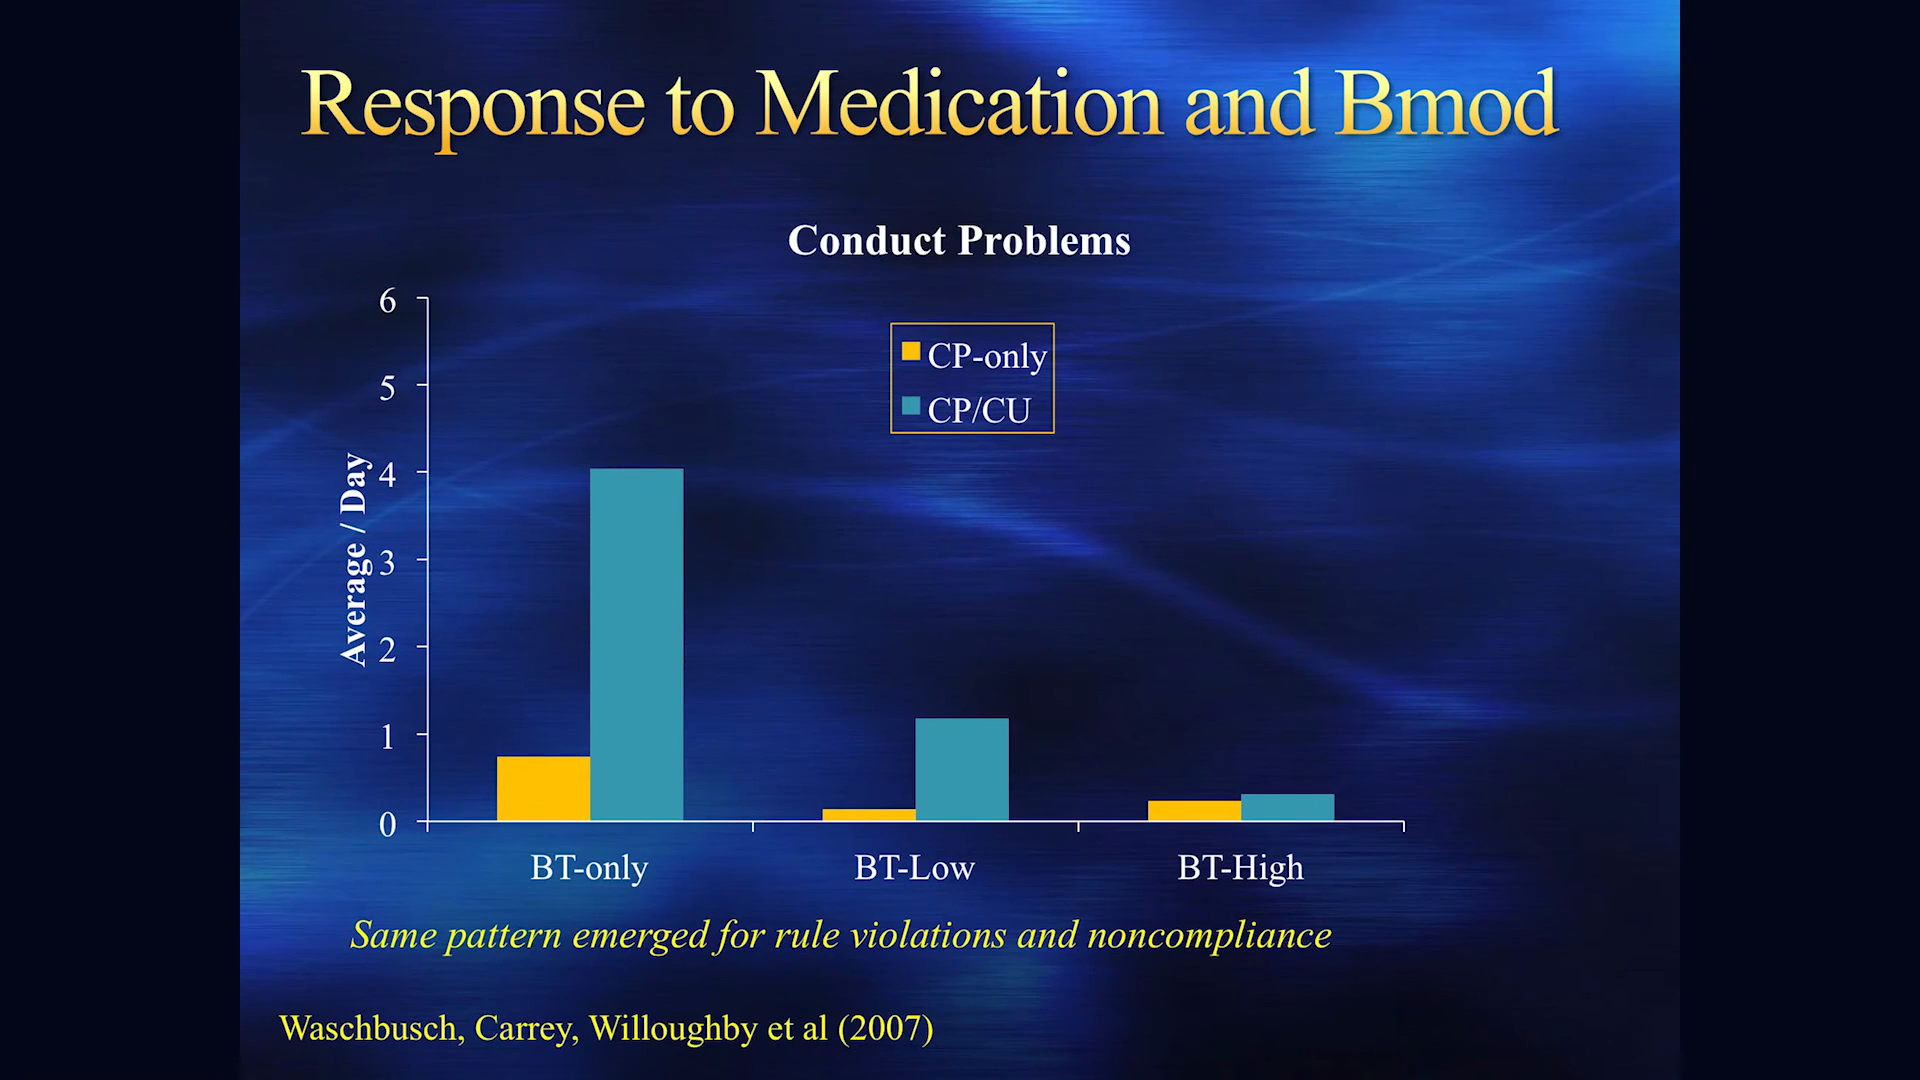 Response to Medication and Bmod
Conduct Problems
CP-only
CP/CU
6
5
4
3
2
1
0
Average / Day
BT-only
BT-Low
BT-High
Same pattern emerged for rule violations and noncompliance
Waschbusch, Carrey, Willoughby et al (2007)